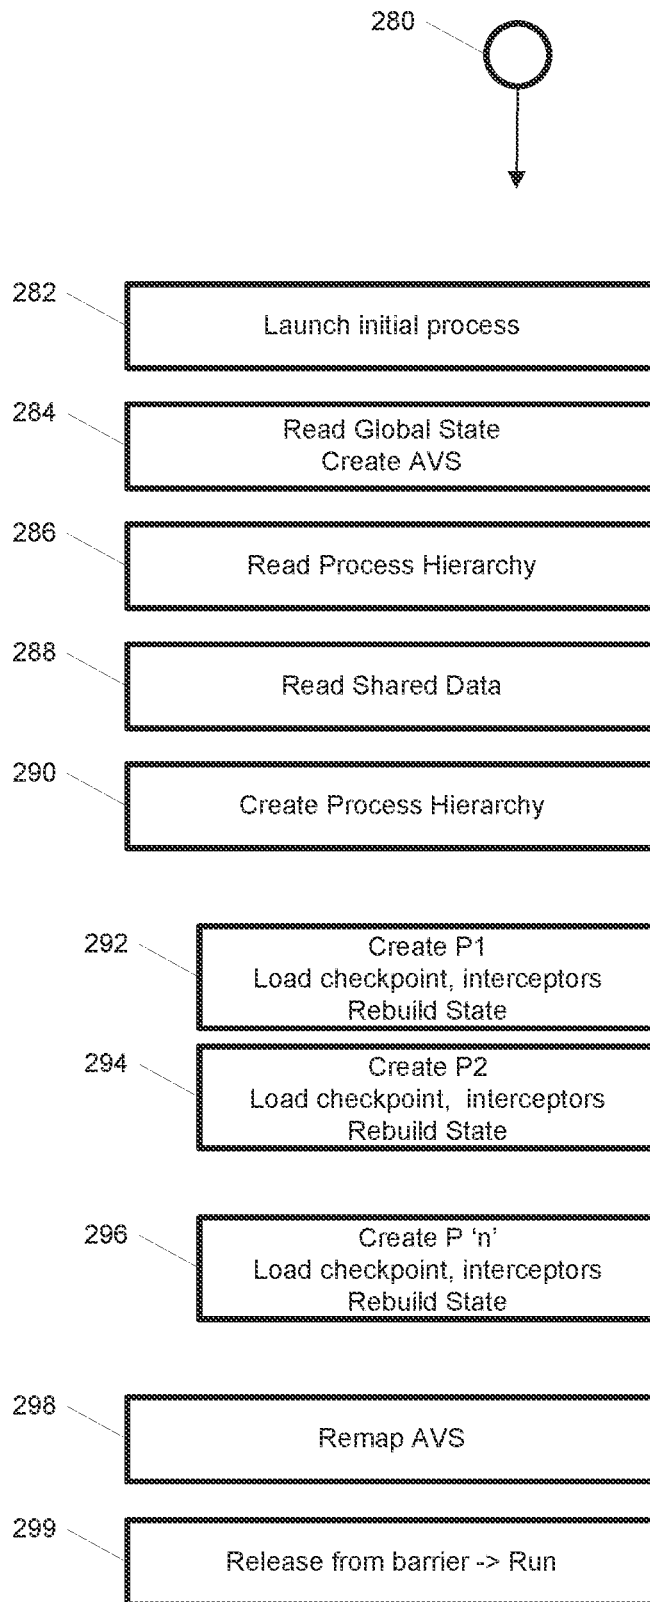 280
282
Launch initial process
284
Read Global State
Create AVS
286
Read Process Hierarchy
288
Read Shared Data
290
Create Process Hierarchy
292
Create P1
Load checkpoint, interceptors
Rebuild State
294
Create P2
Load checkpoint, interceptors
Rebuild State
296
Create P 'n'
Load checkpoint, interceptors
Rebuild State
298
Remap AVS
299
Release from barrier -> Run